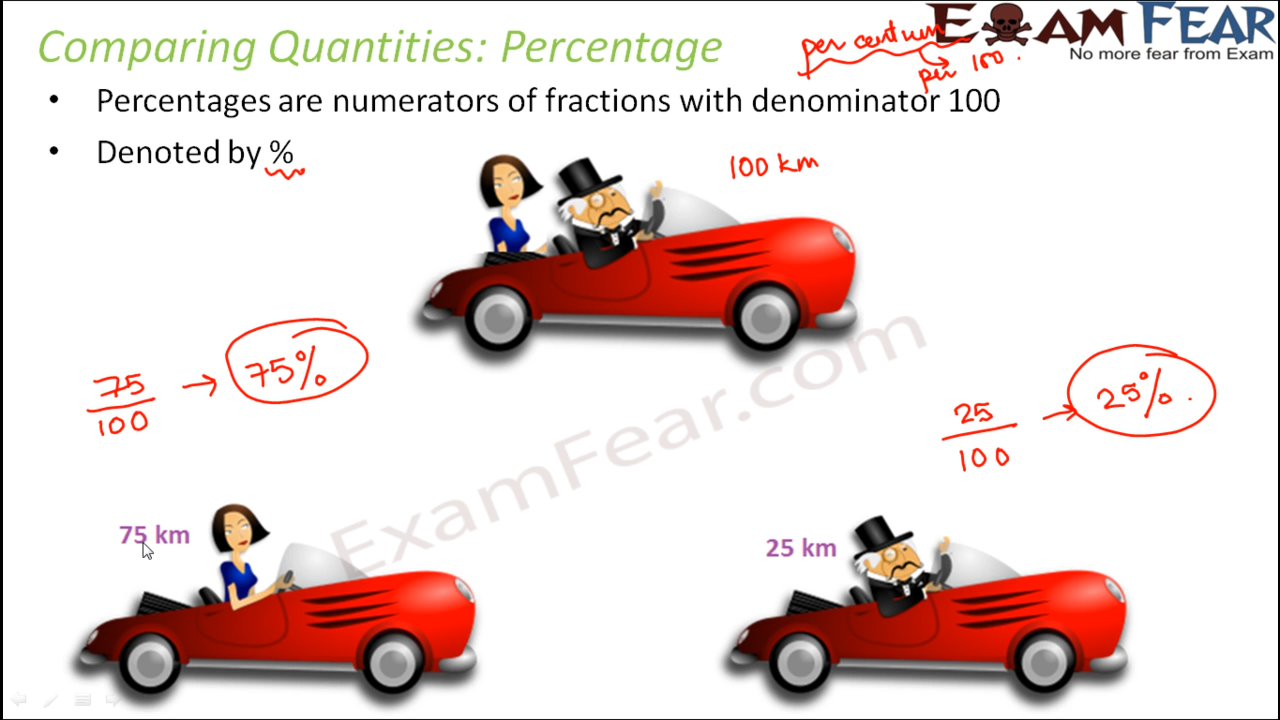 Comparing Quantities: Percentage
per centum
per 100.
EXAM FEAR
No more fear from Exam
• Percentages are numerators of fractions with denominator 100
• Denoted by %
100 km
75
100
→ 75%
25
100
→ 25%.
ExamFear.com
75 km
25 km